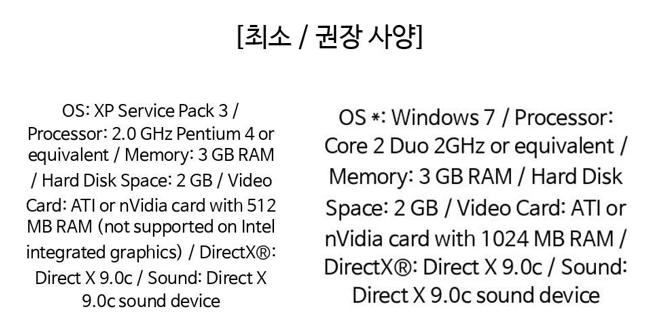 [최소 / 권장 사양]
OS: XP Service Pack 3 /
Processor: 2.0 GHz Pentium 4 or
equivalent / Memory: 3 GB RAM
/ Hard Disk Space: 2 GB / Video
Card: ATI or nVidia card with 512
MB RAM (not supported on Intel
integrated graphics) / DirectX®:
Direct X 9.0c / Sound: Direct X
9.0c sound device
OS *: Windows 7 / Processor:
Core 2 Duo 2GHz or equivalent /
Memory: 3 GB RAM / Hard Disk
Space: 2 GB / Video Card: ATI or
nVidia card with 1024 MB RAM /
DirectX®: Direct X 9.0c / Sound:
Direct X 9.0c sound device